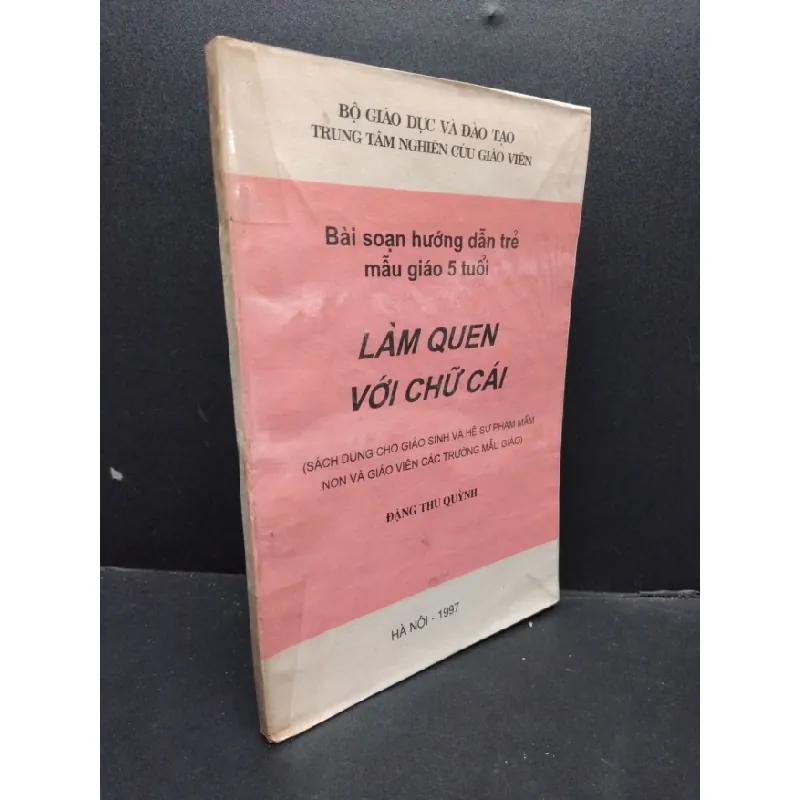 BỘ GIÁO DỤC VÀ ĐÀO TẠO
TRUNG TÂM NGHIÊN CỨU GIÁO VIÊN
Bài soạn hướng dẫn trẻ
mẫu giáo 5 tuổi
LÀM QUEN
VỚI CHỮ CÁI
(SÁCH DÙNG CHO GIÁO SINH VÀ HỆ SƯ PHẠM MẦM
NON VÀ GIÁO VIÊN CÁC TRƯỜNG MẪU GIÁO)
ĐẶNG THU QUỲNH
HÀ NỘI - 1997